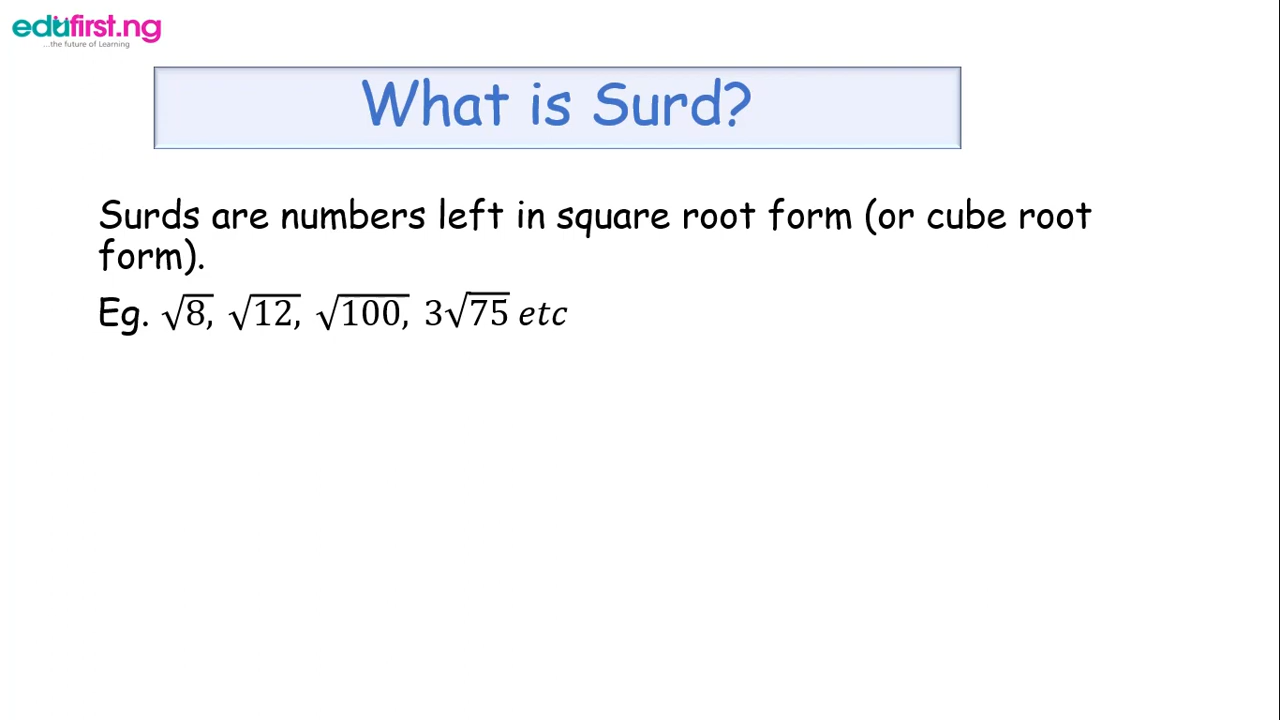 edufirst.ng
...the future of Learning
What is Surd?
Surds are numbers left in square root form (or cube root
form).
Eg. √8, √12, √100, 3√75 etc